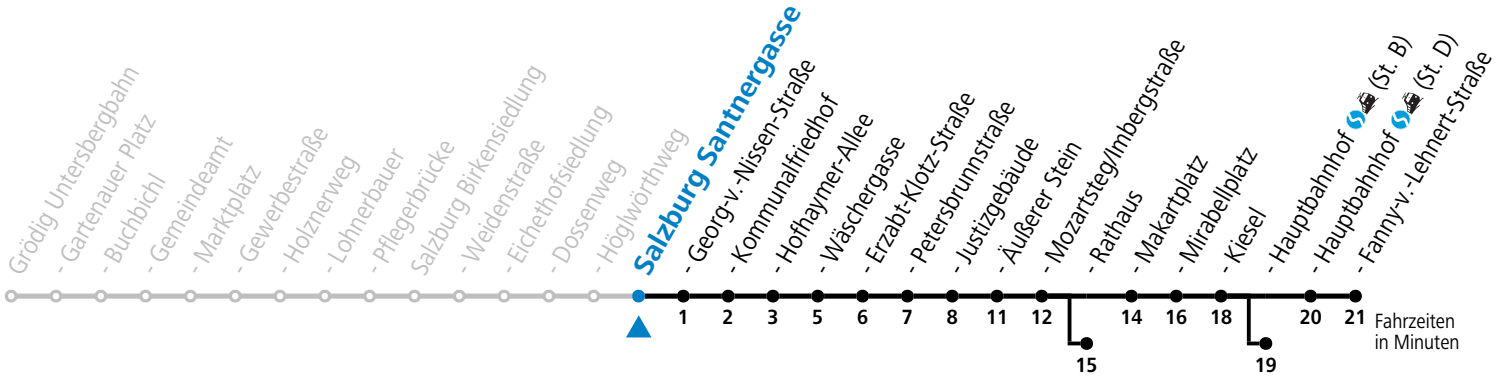 Grödig Untersbergbahn
- Gartenauer Platz
- Buchbichl
- Gemeindeamt
- Marktplatz
- Gewerbestraße
- Holznerweg
- Lohnerbauer
- Pflegerbrücke
Salzburg Birkensiedlung
- Weidenstraße
- Eichethofsiedlung
- Dossenweg
- Höglwörthweg
Salzburg Santnergasse
- Georg-v.-Nissen-Straße
- Kommunalfriedhof
- Hofhaymer-Allee
- Wäschergasse
- Erzabt-Klotz-Straße
- Petersbrunnstraße
- Justizgebäude
- Äußerer Stein
- Mozartsteg/Imbergstraße
- Rathaus
- Makartplatz
- Mirabellplatz
- Kiesel
- Hauptbahnhof (St. B)
- Hauptbahnhof (St. D)
- Fanny-v.-Lehnert-Straße
1 2 3 5 6 7 8 11 12 14 16 18 20 21
15 19
Fahrzeiten
in Minuten